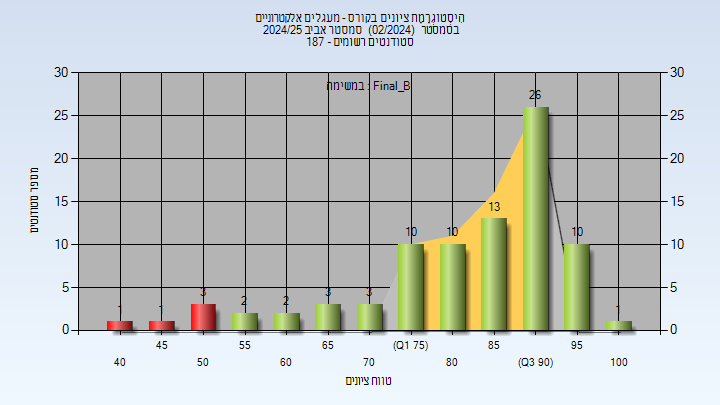 הִיסְטוֹגְרָמַת ציונים בקורס - מעגלים אלקטרוניים
בסמסטר (02/2024) סמסטר אביב 2024/25
סטודנטים רשומים - 187
במשימה : Final_B
מספר סטודנטים
30 30
25 25
20 20
15 15
10 10
5 5
0 0
1 1 3 2 2 3 3 10 10 13 26 10 1
45 55 65 (Q1 75) 85 95
40 50 60 70 80 (Q3 90) 100
טווח ציונים